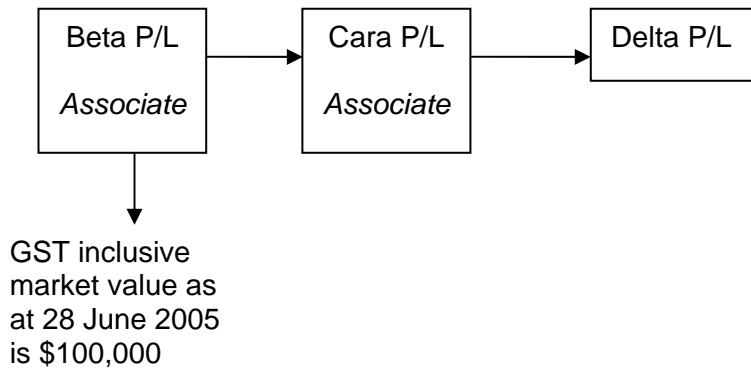 Beta P/L
Associate
Cara P/L
Associate
Delta P/L
GST inclusive
market value as
at 28 June 2005
is $100,000